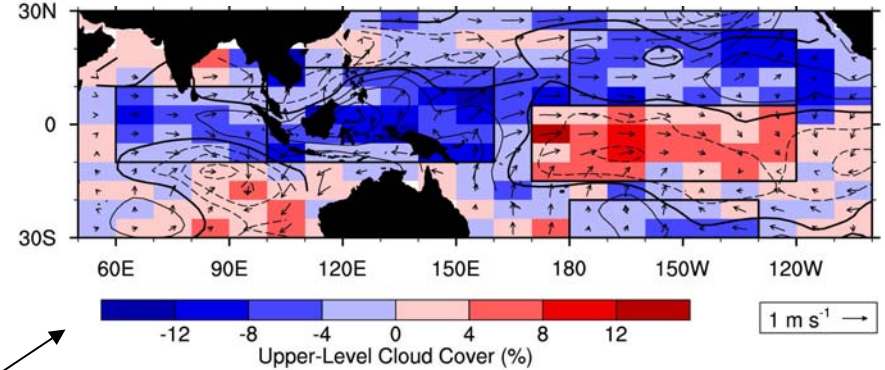 30N
0
30S
60E 90E 120E 150E 180 150W 120W
-12 -8 -4 0 4 8 12
Upper-Level Cloud Cover (%)
1 m s⁻¹